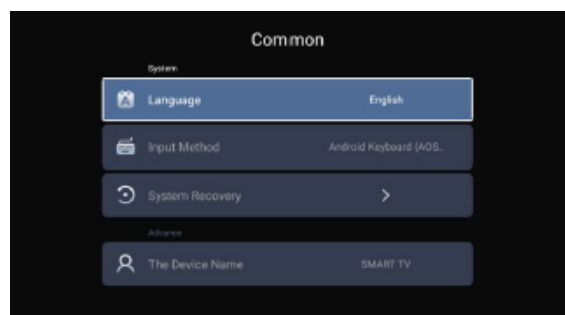 Common
System
Language English
Input Method Android Keyboard (AOS..
System Recovery >
Advance
The Device Name SMART TV